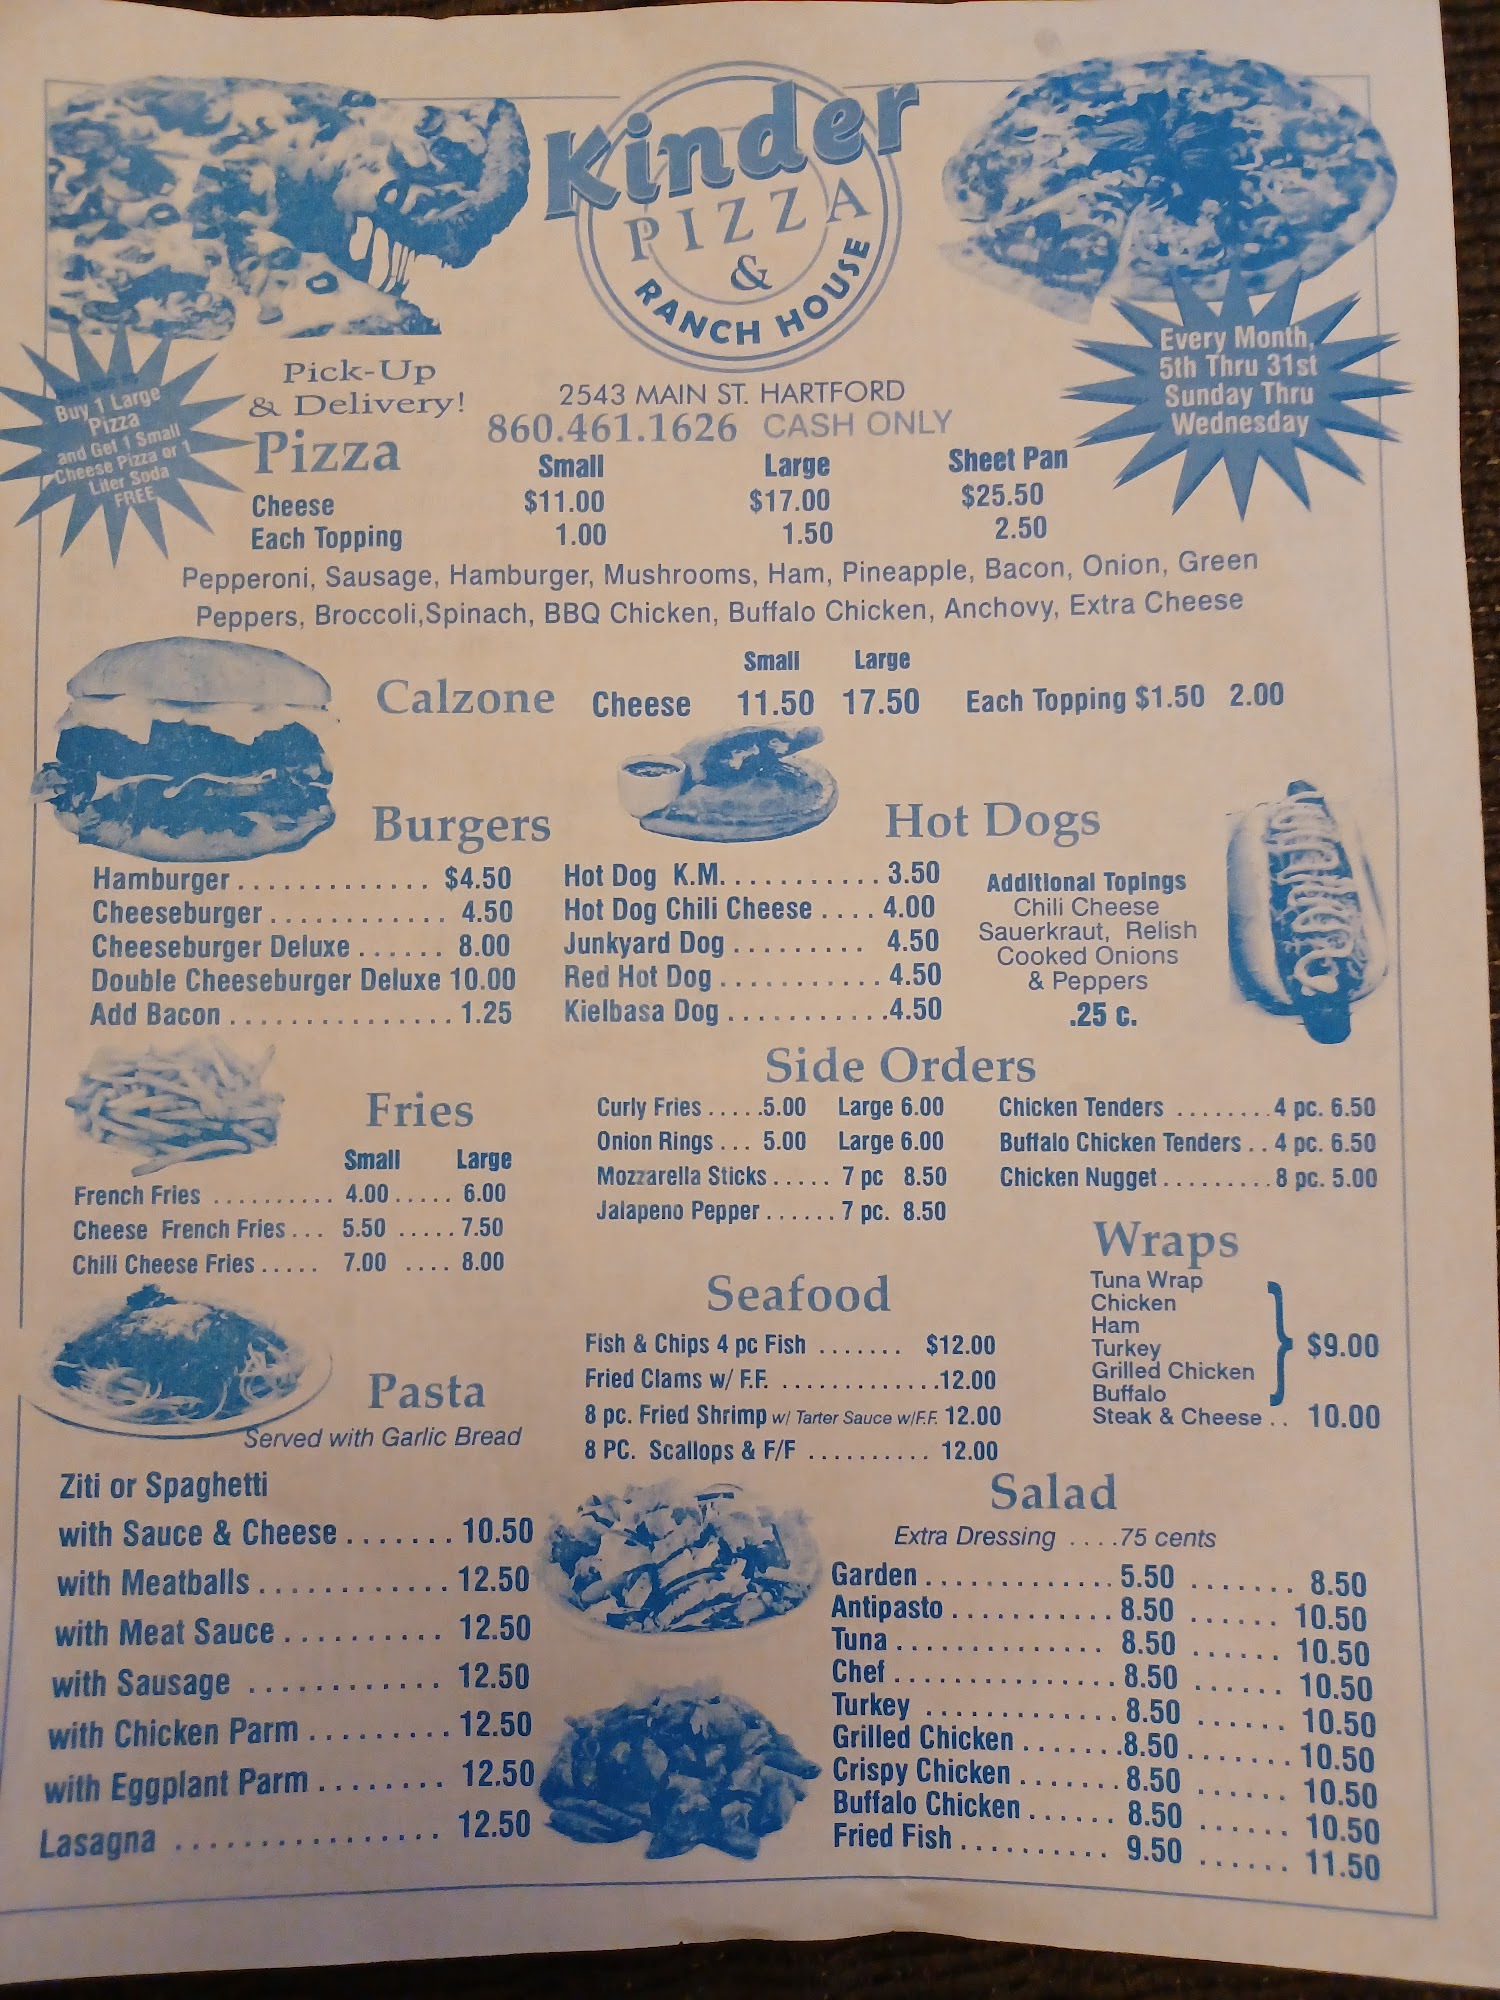 Kinder
PIZZA
&
RANCH HOUSE
Buy 1 Large
Pizza
and Get 1 Small
Cheese Pizza or 1
Liter Soda
FREE
Every Month,
5th Thru 31st
Sunday Thru
Wednesday
Pick-Up
& Delivery!
2543 MAIN ST. HARTFORD
860.461.1626 CASH ONLY
Pizza
Small Large Sheet Pan
Cheese $11.00 $17.00 $25.50
Each Topping 1.00 1.50 2.50
Pepperoni, Sausage, Hamburger, Mushrooms, Ham, Pineapple, Bacon, Onion, Green
Peppers, Broccoli,Spinach, BBQ Chicken, Buffalo Chicken, Anchovy, Extra Cheese
Small Large
Calzone Cheese 11.50 17.50 Each Topping $1.50 2.00
Burgers
Hamburger ............. $4.50
Cheeseburger ............ 4.50
Cheeseburger Deluxe ...... 8.00
Double Cheeseburger Deluxe 10.00
Add Bacon ............... 1.25
Hot Dogs
Hot Dog K.M. .......... 3.50
Hot Dog Chili Cheese .... 4.00
Junkyard Dog ......... 4.50
Red Hot Dog ........... 4.50
Kielbasa Dog ...........4.50
Additional Topings
Chili Cheese
Sauerkraut, Relish
Cooked Onions
& Peppers
.25 c.
Fries
Small Large
French Fries .......... 4.00 ..... 6.00
Cheese French Fries ... 5.50 ..... 7.50
Chili Cheese Fries ..... 7.00 .... 8.00
Side Orders
Curly Fries .....5.00 Large 6.00
Onion Rings ... 5.00 Large 6.00
Mozzarella Sticks ..... 7 pc 8.50
Jalapeno Pepper ...... 7 pc. 8.50
Chicken Tenders ........4 pc. 6.50
Buffalo Chicken Tenders .. 4 pc. 6.50
Chicken Nugget .........8 pc. 5.00
Seafood
Fish & Chips 4 pc Fish ....... $12.00
Fried Clams w/ F.F. .............12.00
8 pc. Fried Shrimp w/ Tarter Sauce w/F.F. 12.00
8 PC. Scallops & F/F .......... 12.00
Wraps
Tuna Wrap
Chicken
Ham
Turkey
Grilled Chicken
Buffalo
$9.00
Steak & Cheese .. 10.00
Pasta
Served with Garlic Bread
Ziti or Spaghetti
with Sauce & Cheese ....... 10.50
with Meatballs ............ 12.50
with Meat Sauce .......... 12.50
with Sausage ............ 12.50
with Chicken Parm ......... 12.50
with Eggplant Parm ........ 12.50
Lasagna ................. 12.50
Salad
Extra Dressing ....75 cents
Garden ............. 5.50 ....... 8.50
Antipasto ........... 8.50 ...... 10.50
Tuna .............. 8.50 ...... 10.50
Chef ............... 8.50 ...... 10.50
Turkey ............. 8.50 ...... 10.50
Grilled Chicken .......8.50 ....... 10.50
Crispy Chicken ....... 8.50 ...... 10.50
Buffalo Chicken ...... 8.50 ...... 10.50
Fried Fish .......... 9.50 ...... 11.50